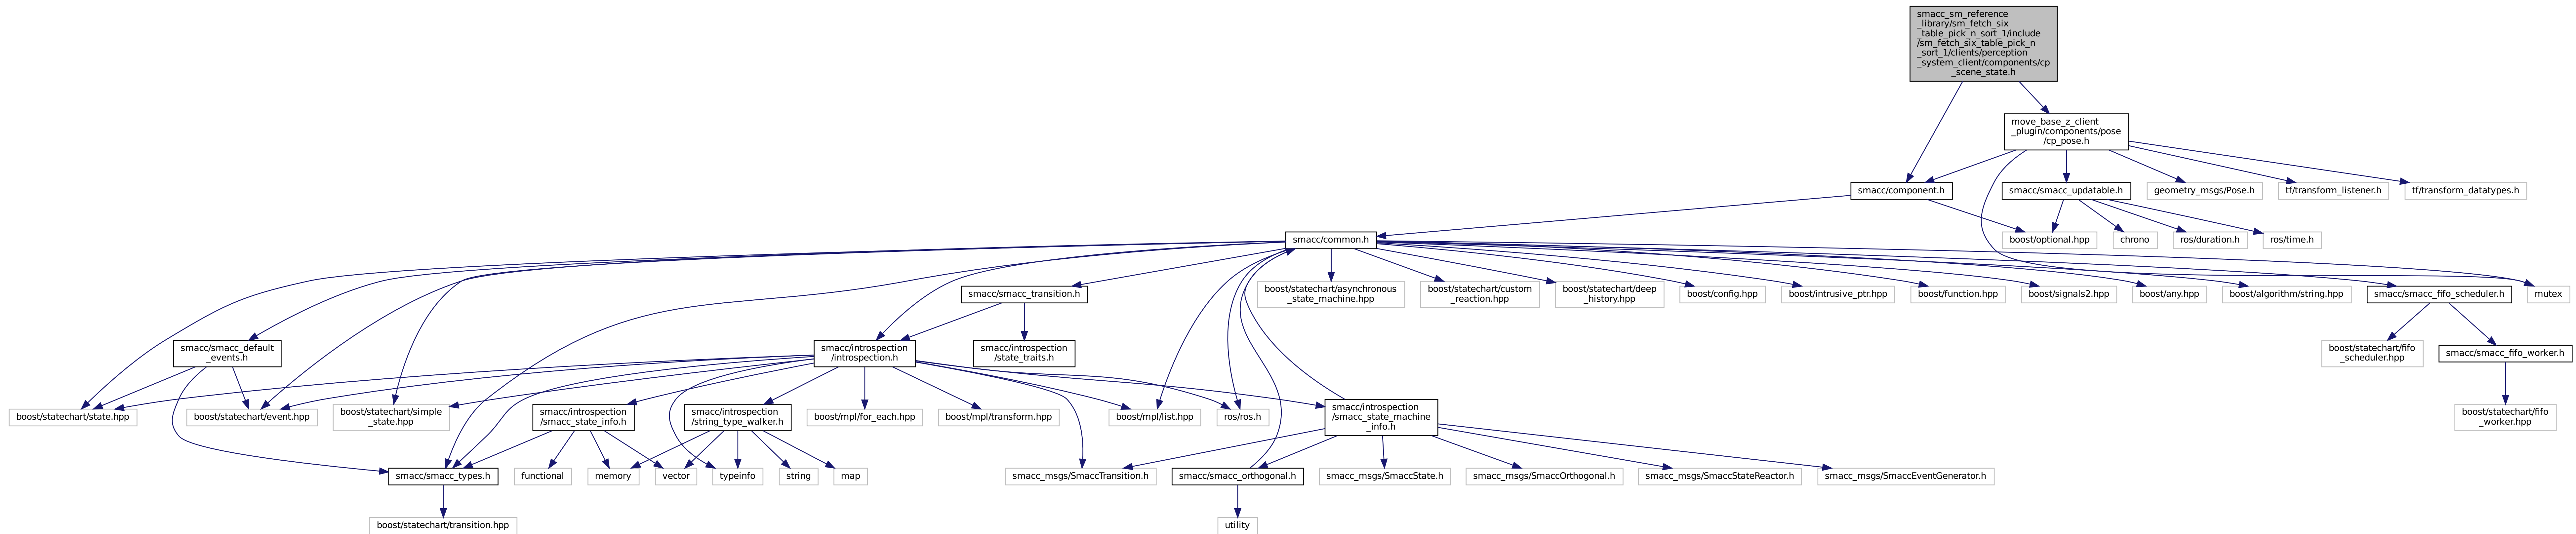 smacc_sm_reference
_library/sm_fetch_six
_table_pick_n_sort_1/include
/sm_fetch_six_table_pick_n
_sort_1/clients/perception
_system_client/components/cp
_scene_state.h
move_base_z_client
_plugin/components/pose
/cp_pose.h
smacc/component.h
smacc/smacc_updatable.h
geometry_msgs/Pose.h
tf/transform_listener.h
tf/transform_datatypes.h
smacc/common.h
boost/optional.hpp
chrono
ros/duration.h
ros/time.h
smacc/smacc_transition.h
boost/statechart/asynchronous
_state_machine.hpp
boost/statechart/custom
_reaction.hpp
boost/statechart/deep
_history.hpp
boost/config.hpp
boost/intrusive_ptr.hpp
boost/function.hpp
boost/signals2.hpp
boost/any.hpp
boost/algorithm/string.hpp
smacc/smacc_fifo_scheduler.h
mutex
smacc/smacc_default
_events.h
smacc/introspection
/introspection.h
smacc/introspection
/state_traits.h
boost/statechart/fifo
_scheduler.hpp
smacc/smacc_fifo_worker.h
boost/statechart/state.hpp
boost/statechart/event.hpp
boost/statechart/simple
_state.hpp
smacc/introspection
/smacc_state_info.h
smacc/introspection
/string_type_walker.h
boost/mpl/for_each.hpp
boost/mpl/transform.hpp
boost/mpl/list.hpp
ros/ros.h
smacc/introspection
/smacc_state_machine
_info.h
boost/statechart/fifo
_worker.hpp
smacc/smacc_types.h
functional
memory
vector
typeinfo
string
map
smacc_msgs/SmaccTransition.h
smacc/smacc_orthogonal.h
smacc_msgs/SmaccState.h
smacc_msgs/SmaccOrthogonal.h
smacc_msgs/SmaccStateReactor.h
smacc_msgs/SmaccEventGenerator.h
boost/statechart/transition.hpp
utility